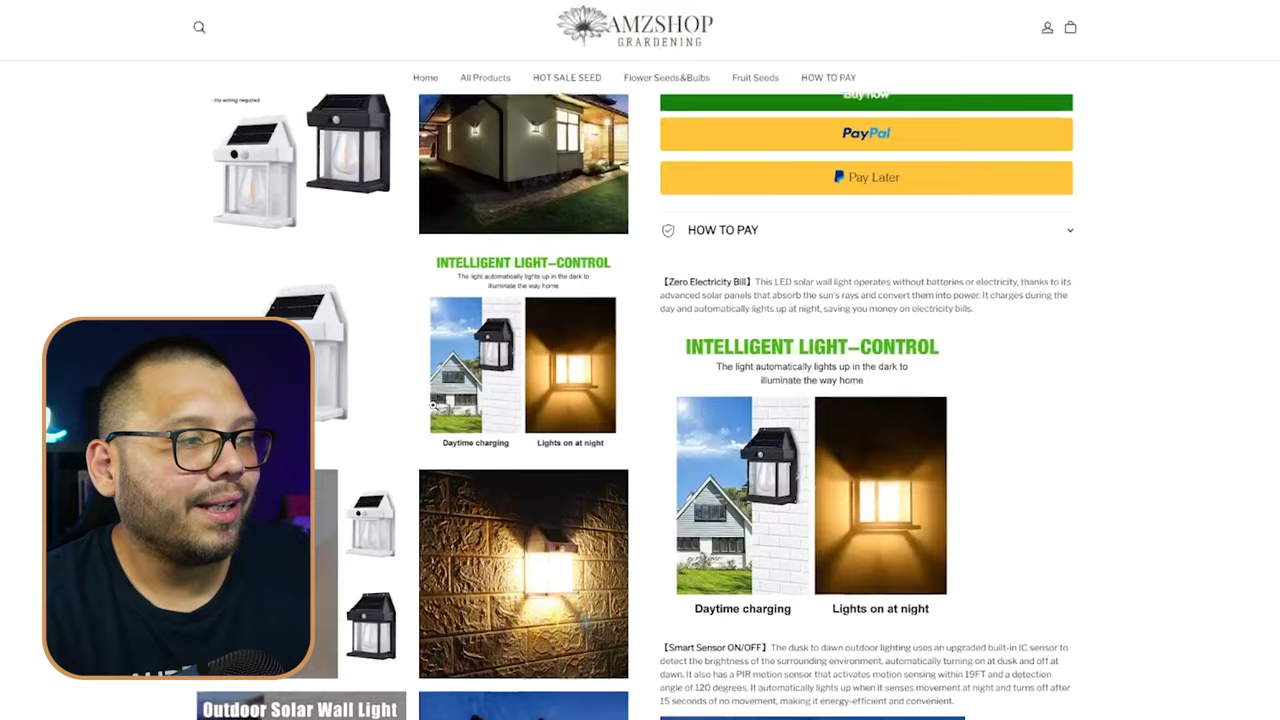 AMZSHOP
GRARDENING
Home
All Products
HOT SALE SEED
Flower Seeds&Bulbs
Fruit Seeds
HOW TO PAY
wiring required
Buy now
PayPal
Pay Later
HOW TO PAY
INTELLIGENT LIGHT-CONTROL
The light automatically lights up in the dark to
illuminate the way home
Daytime charging
Lights on at night
Outdoor Solar Wall Light
【Zero Electricity Bill】This LED solar wall light operates without batteries or electricity, thanks to its
advanced solar panels that absorb the sun's rays and convert them into power. It charges during the
day and automatically lights up at night, saving you money on electricity bills.
INTELLIGENT LIGHT-CONTROL
The light automatically lights up in the dark to
illuminate the way home
Daytime charging
Lights on at night
【Smart Sensor ON/OFF】The dusk to dawn outdoor lighting uses an upgraded built-in IC sensor to
detect the brightness of the surrounding environment, automatically turning on at dusk and off at
dawn. It also has a PIR motion sensor that activates motion sensing within 19FT and a detection
angle of 120 degrees. It automatically lights up when it senses movement at night and turns off after
15 seconds of no movement, making it energy-efficient and convenient.